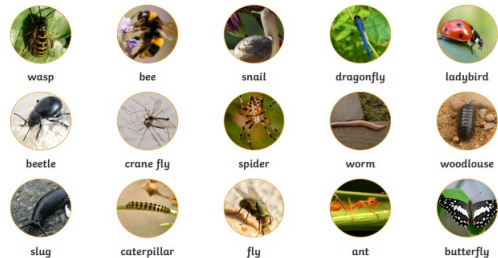 wasp bee snail dragonfly ladybird
beetle crane fly spider worm woodlouse
slug caterpillar fly ant butterfly